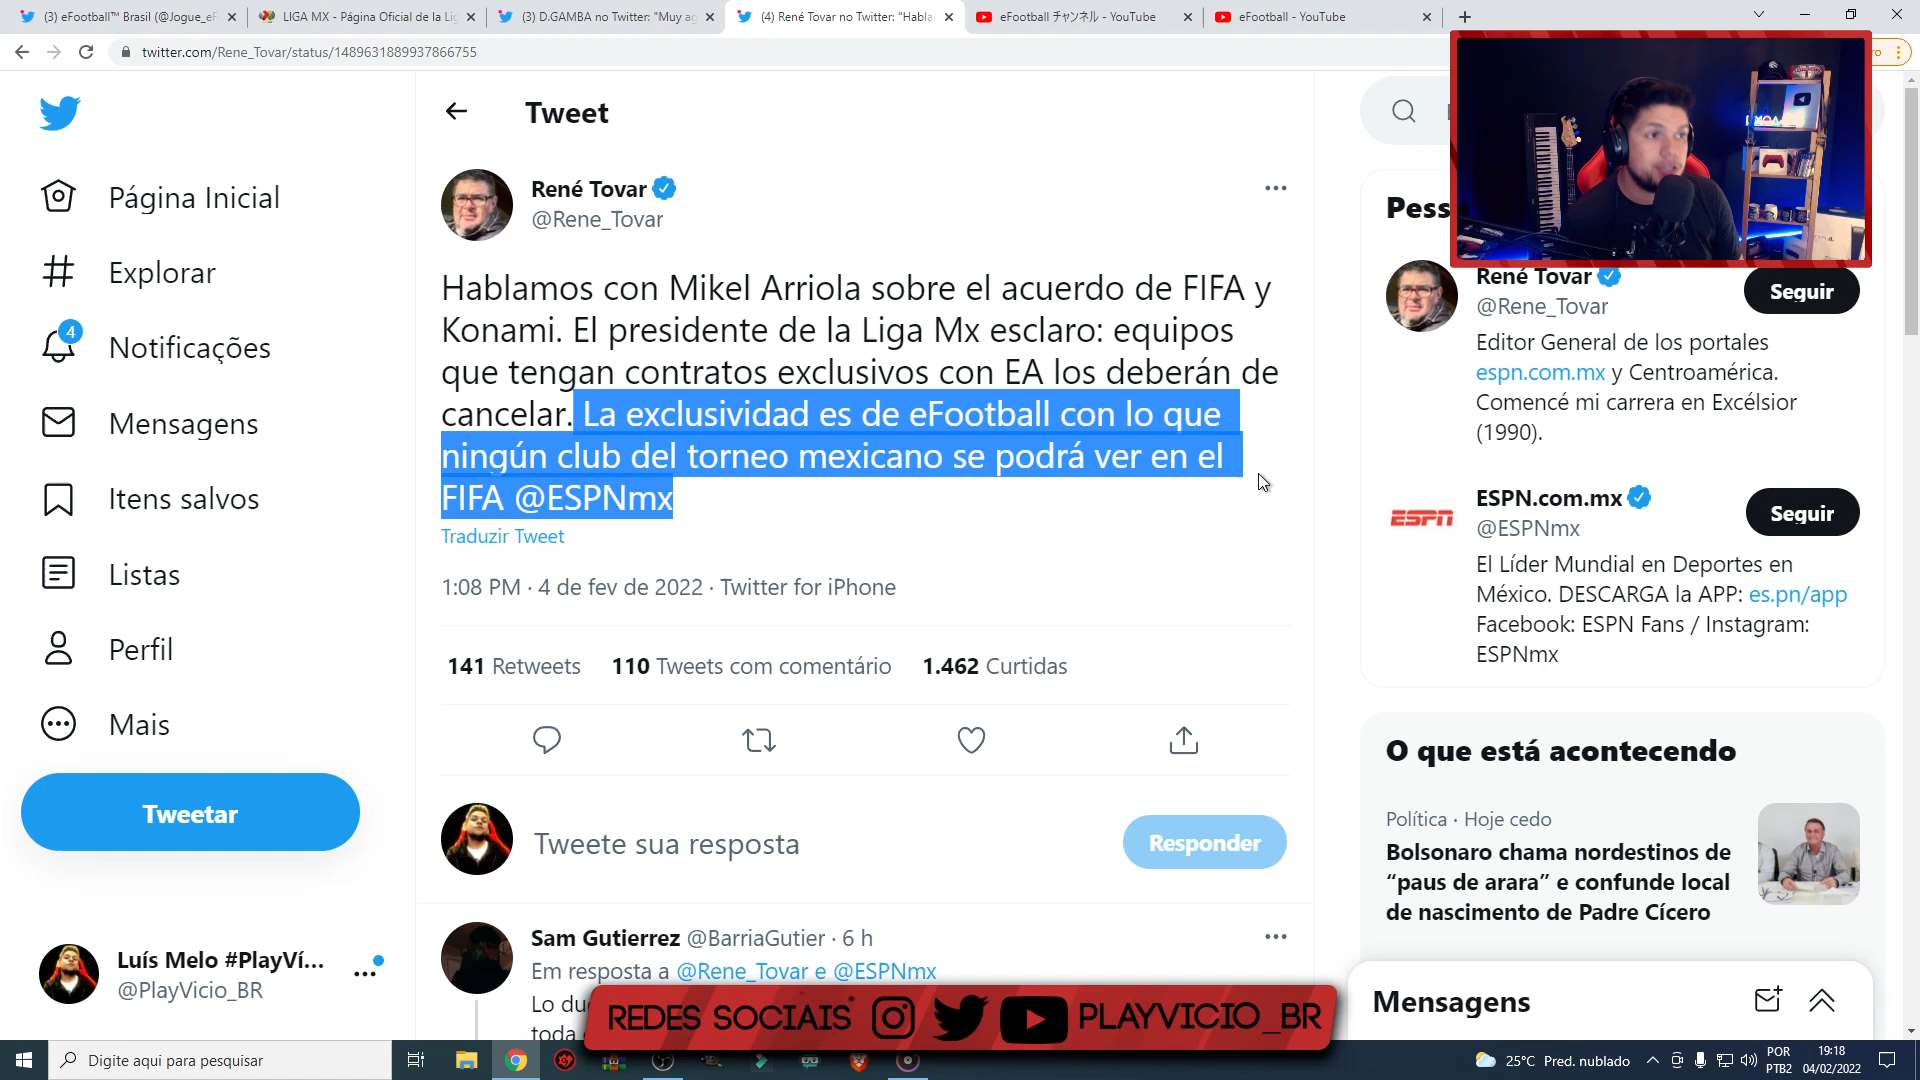 (3) eFootball™ Brasil (@Jogue_eF
LIGA MX - Página Oficial de la Lig
(3) D.GAMBA no Twitter: "Muy ag
(4) René Tovar no Twitter: "Habla
eFootball チャンネル - YouTube
eFootball - YouTube
twitter.com/Rene_Tovar/status/1489631889937866755
Tweet
Página Inicial
Explorar
4
Notificações
Mensagens
Itens salvos
Listas
Perfil
Mais
Tweetar
Luís Melo #PlayVí...
@PlayVicio_BR
René Tovar
@Rene_Tovar
Hablamos con Mikel Arriola sobre el acuerdo de FIFA y
Konami. El presidente de la Liga Mx esclaro: equipos
que tengan contratos exclusivos con EA los deberán de
cancelar. La exclusividad es de eFootball con lo que
ningún club del torneo mexicano se podrá ver en el
FIFA @ESPNmx
Traduzir Tweet
1:08 PM · 4 de fev de 2022 · Twitter for iPhone
141 Retweets 110 Tweets com comentário 1.462 Curtidas
Tweete sua resposta
Responder
Sam Gutierrez @BarriaGutier · 6 h
Em resposta a @Rene_Tovar e @ESPNmx
toda
Pess
René Tovar
@Rene_Tovar
Seguir
Editor General de los portales
espn.com.mx y Centroamérica.
Comencé mi carrera en Excélsior
(1990).
ESPN
ESPN.com.mx
@ESPNmx
Seguir
El Líder Mundial en Deportes en
México. DESCARGA la APP: es.pn/app
Facebook: ESPN Fans / Instagram:
ESPNmx
O que está acontecendo
Política · Hoje cedo
Bolsonaro chama nordestinos de
“paus de arara” e confunde local
de nascimento de Padre Cícero
Mensagens
REDES SOCIAIS PLAYVICIO_BR
Digite aqui para pesquisar
25°C Pred. nublado
POR
PTB2
19:18
04/02/2022